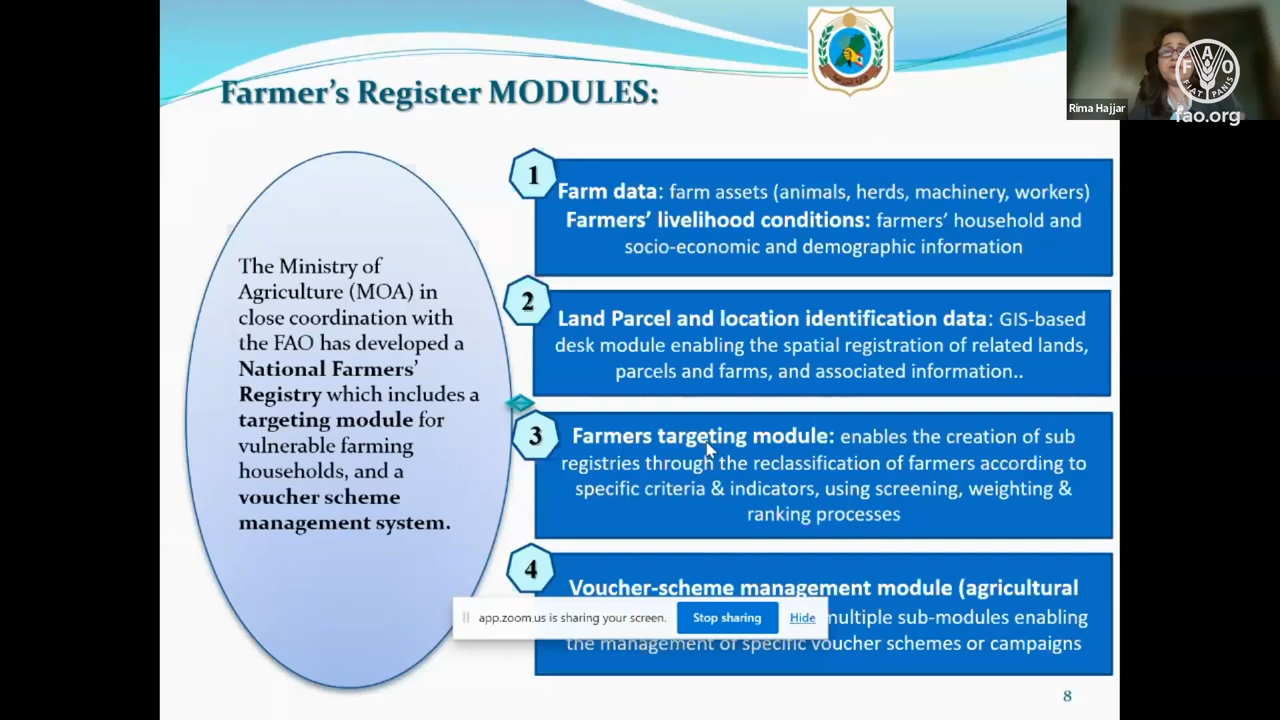 Farmer's Register MODULES:
The Ministry of
Agriculture (MOA) in
close coordination with
the FAO has developed a
National Farmers'
Registry which includes a
targeting module for
vulnerable farming
households, and a
voucher scheme
management system.
1
Farm data: farm assets (animals, herds, machinery, workers)
Farmers' livelihood conditions: farmers' household and
socio-economic and demographic information
2
Land Parcel and location identification data: GIS-based
desk module enabling the spatial registration of related lands,
parcels and farms, and associated information..
3
Farmers targeting module: enables the creation of sub
registries through the reclassification of farmers according to
specific criteria & indicators, using screening, weighting &
ranking processes
4
Voucher-scheme management module (agricultural
multiple sub-modules enabling
the management of specific voucher schemes or campaigns
app.zoom.us is sharing your screen.
Stop sharing
Hide
8
Rima Hajjar
F A O
FIAT PANIS
fao.org